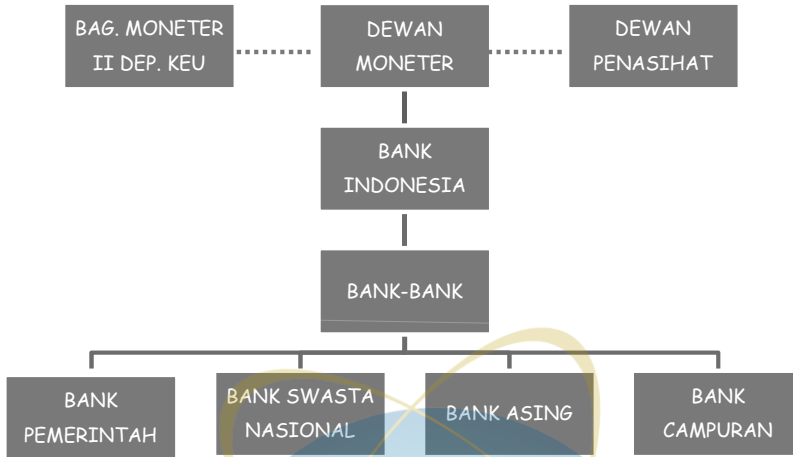 BAG. MONETER
II DEP. KEU
DEWAN
MONETER
DEWAN
PENASIHAT
BANK
INDONESIA
BANK-BANK
BANK
PEMERINTAH
BANK SWASTA
NASIONAL
BANK ASING
BANK
CAMPURAN